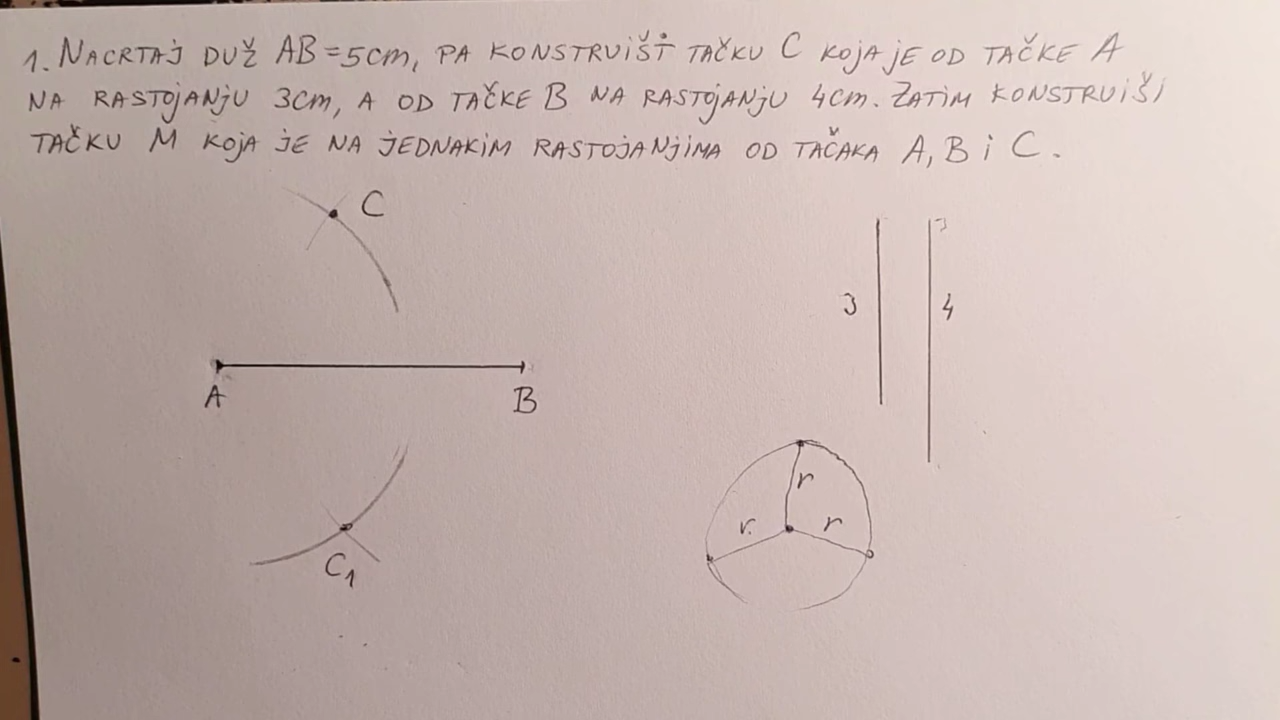 1. NACRTAJ DUŽ AB=5cm, PA KONSTRUIŠI TAČKU C KOJA JE OD TAČKE A
NA RASTOJANJU 3cm, A OD TAČKE B NA RASTOJANJU 4cm. ZATIM KONSTRUIŠI
TAČKU M KOJA JE NA JEDNAKIM RASTOJANJIMA OD TAČAKA A, B i C.
C
3
4
A
B
r
r
r
C1